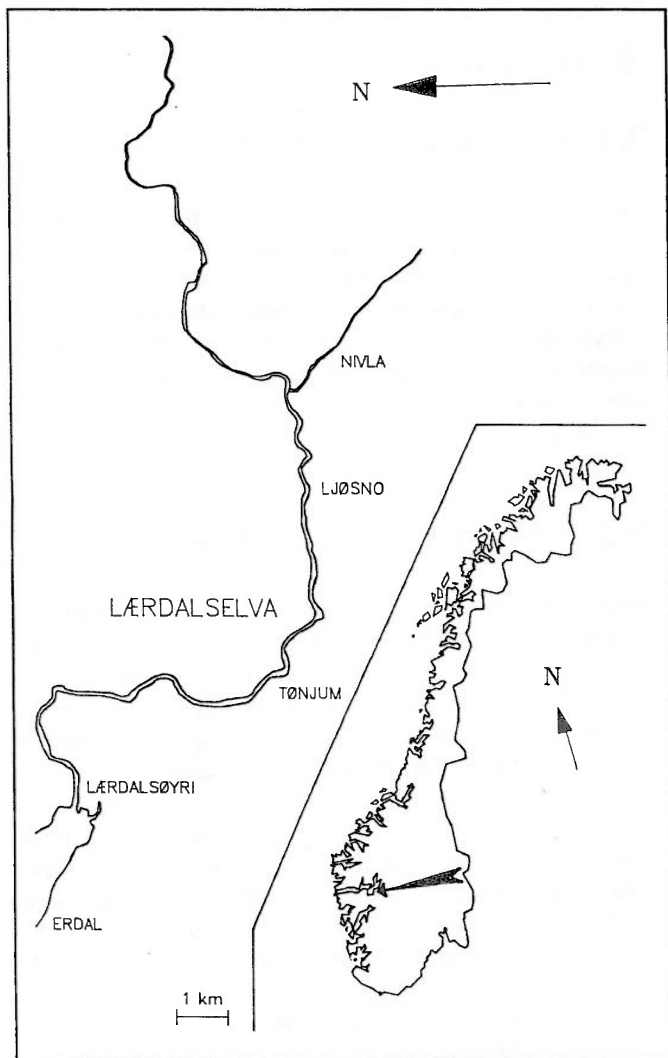 N
NIVLA
LJØSNO
LÆRDALSELVA
N
TØNJUM
LÆRDALSØYRI
ERDAL
1 km